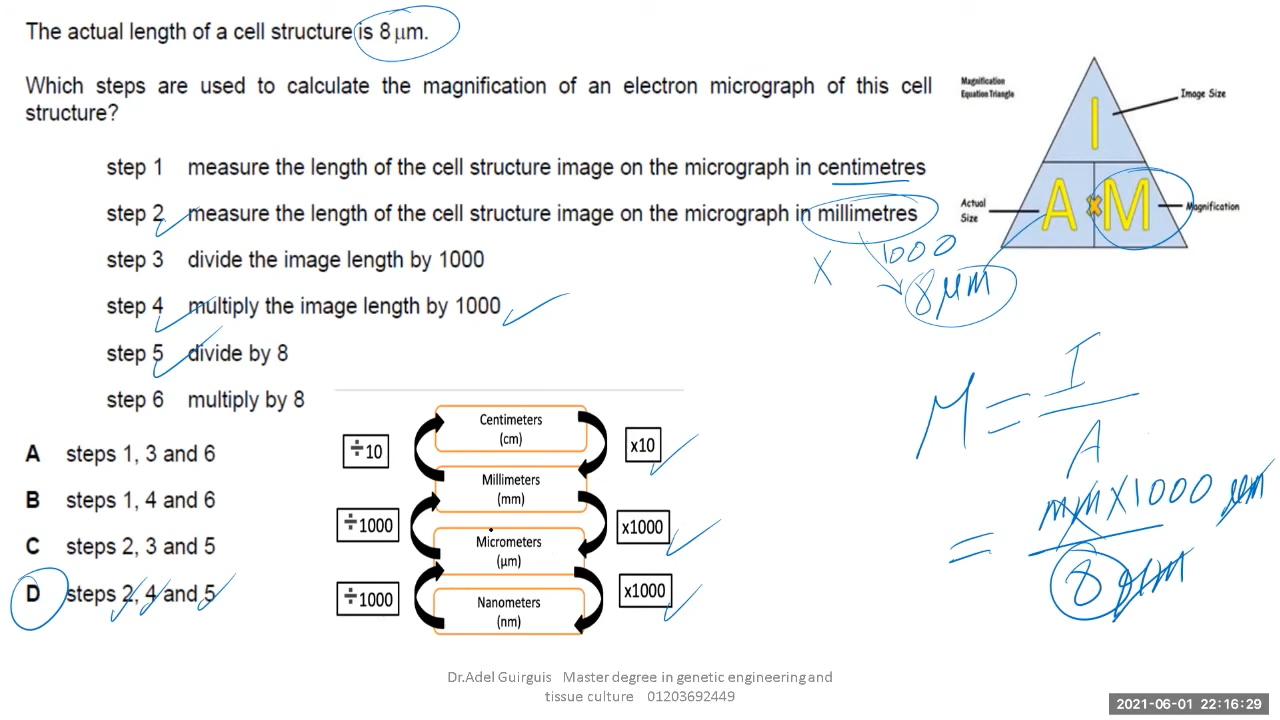 The actual length of a cell structure is 8 μm.
Which steps are used to calculate the magnification of an electron micrograph of this cell
structure?
step 1 measure the length of the cell structure image on the micrograph in centimetres
step 2 measure the length of the cell structure image on the micrograph in millimetres
step 3 divide the image length by 1000
step 4 multiply the image length by 1000
step 5 divide by 8
step 6 multiply by 8
A steps 1, 3 and 6
B steps 1, 4 and 6
C steps 2, 3 and 5
D steps 2, 4 and 5
Magnification
Equation Triangle
Image Size
I
Actual
Size
A × M
Magnification
x 1000
8 μm
M = I
A
= mm x 1000 μm
8 μm
Centimeters
(cm)
÷10
x10
Millimeters
(mm)
÷1000
x1000
Micrometers
(μm)
÷1000
x1000
Nanometers
(nm)
Dr.Adel Guirguis Master degree in genetic engineering and
tissue culture 01203692449
2021-06-01 22:16:29